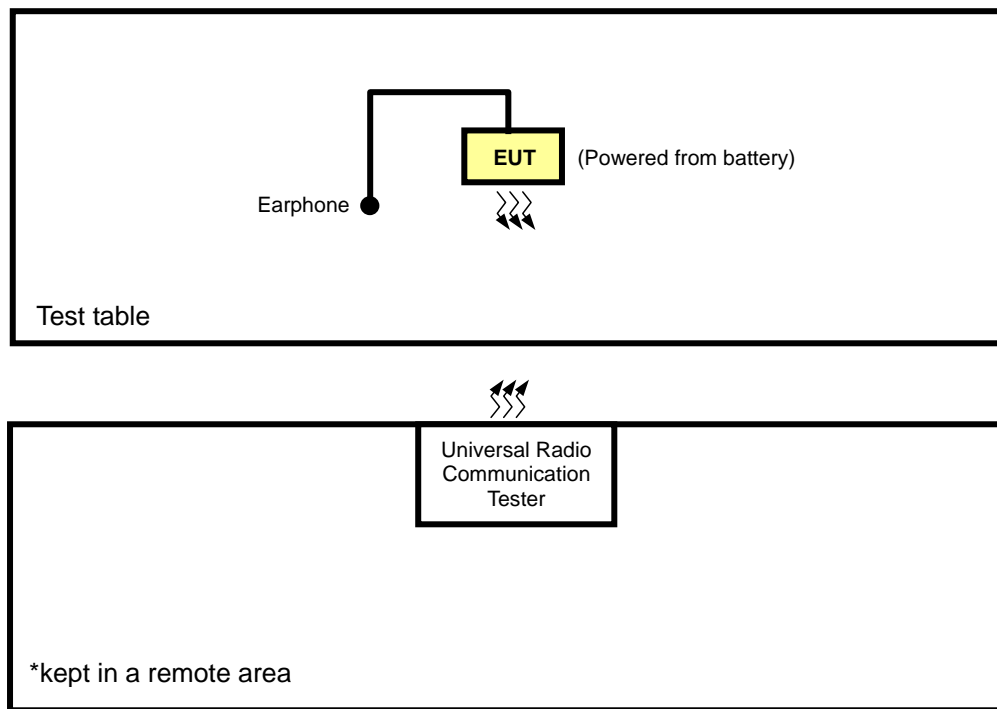 EUT
(Powered from battery)
Earphone
Test table
Universal Radio
Communication
Tester
*kept in a remote area